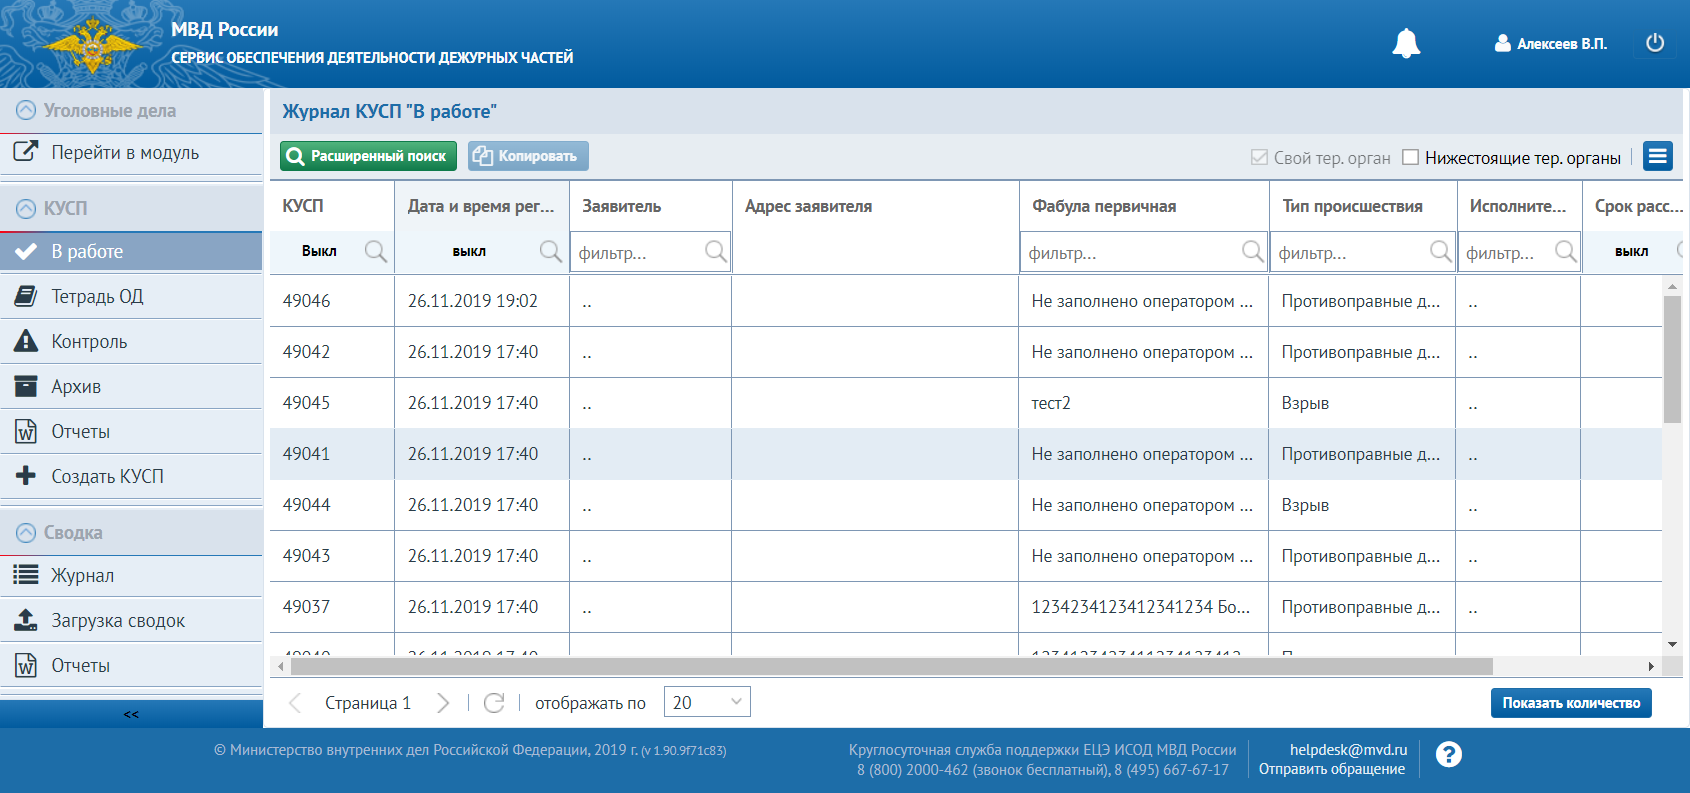 МВД России
СЕРВИС ОБЕСПЕЧЕНИЯ ДЕЯТЕЛЬНОСТИ ДЕЖУРНЫХ ЧАСТЕЙ
Алексеев В.П.
Уголовные дела
Перейти в модуль
КУСП
В работе
Тетрадь ОД
Контроль
Архив
Отчеты
Создать КУСП
Сводка
Журнал
Загрузка сводок
Отчеты
<<
Журнал КУСП "В работе"
Расширенный поиск Копировать Свой тер. орган Нижестоящие тер. органы
КУСП Дата и время рег... Заявитель Адрес заявителя Фабула первичная Тип происшествия Исполните... Срок расс...
Выкл выкл фильтр... фильтр... фильтр... фильтр... выкл
49046 26.11.2019 19:02 .. Не заполнено оператором ... Противоправные д... ..
49042 26.11.2019 17:40 .. Не заполнено оператором ... Противоправные д... ..
49045 26.11.2019 17:40 .. тест2 Взрыв ..
49041 26.11.2019 17:40 .. Не заполнено оператором ... Противоправные д... ..
49044 26.11.2019 17:40 .. Не заполнено оператором ... Взрыв ..
49043 26.11.2019 17:40 .. Не заполнено оператором ... Противоправные д... ..
49037 26.11.2019 17:40 .. 1234234123412341234 Бо... Противоправные д... ..
Страница 1 отображать по 20 Показать количество
© Министерство внутренних дел Российской Федерации, 2019 г. (v 1.90.9f71c83)
Круглосуточная служба поддержки ЕЦЭ ИСОД МВД России
8 (800) 2000-462 (звонок бесплатный), 8 (495) 667-67-17
helpdesk@mvd.ru
Отправить обращение
?